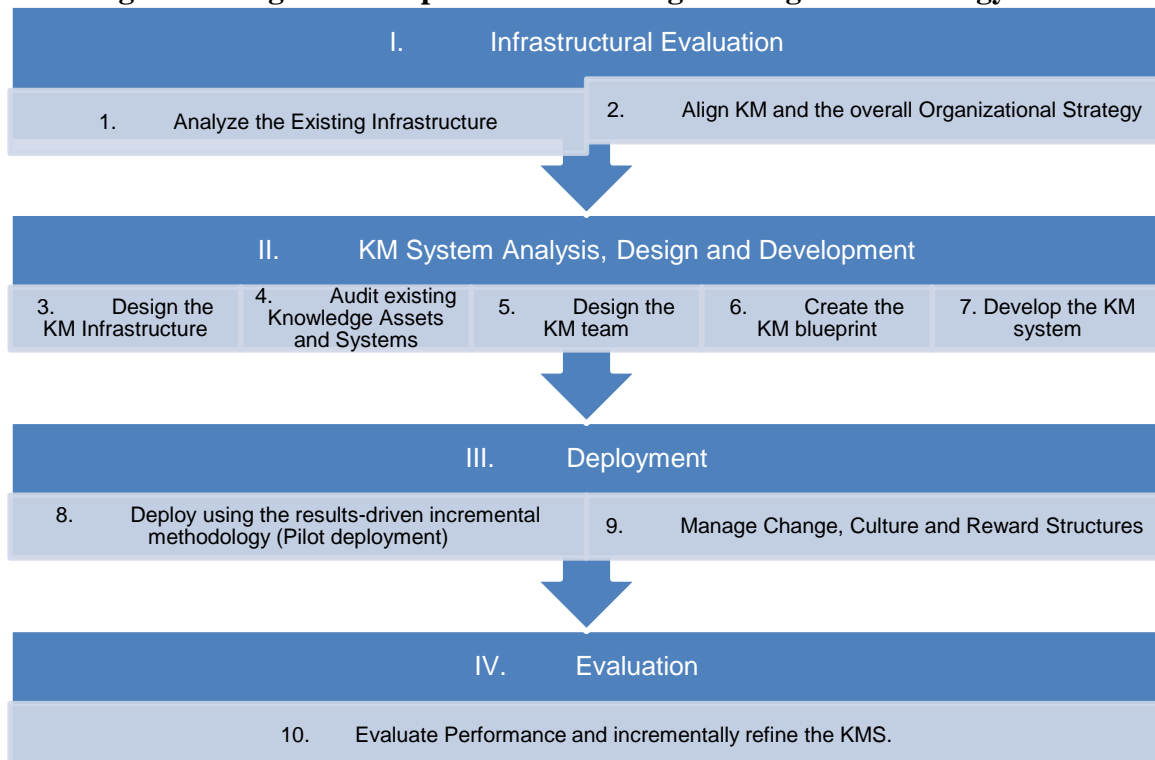 I. Infrastructural Evaluation
1. Analyze the Existing Infrastructure
2. Align KM and the overall Organizational Strategy
II. KM System Analysis, Design and Development
3. Design the
KM Infrastructure
4. Audit existing
Knowledge Assets
and Systems
5. Design the
KM team
6. Create the
KM blueprint
7. Develop the KM
system
III. Deployment
8. Deploy using the results-driven incremental
methodology (Pilot deployment)
9. Manage Change, Culture and Reward Structures
IV. Evaluation
10. Evaluate Performance and incrementally refine the KMS.